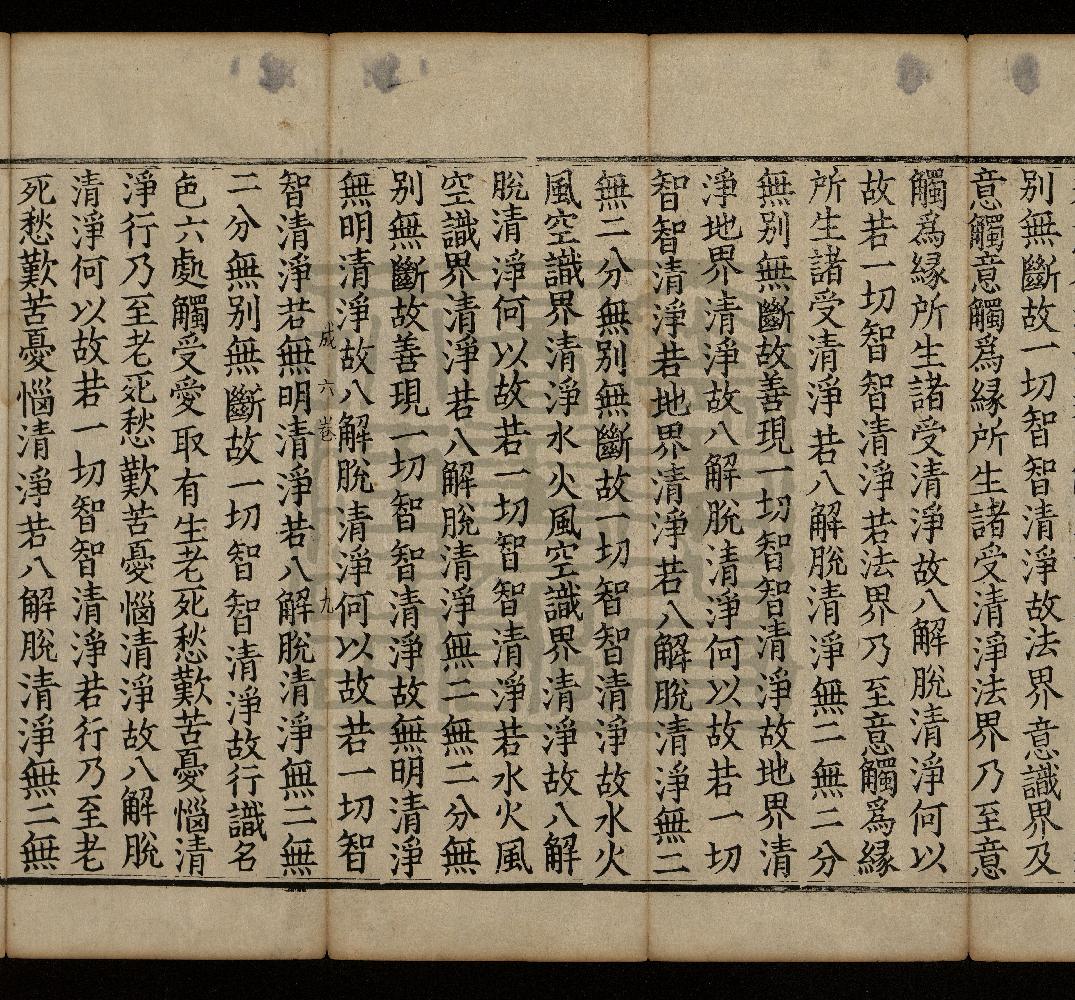 別無斷故一切智智清淨故法界意識界及
意觸意觸爲緣所生諸受清淨法界乃至意
觸爲緣所生諸受清淨故八解脫清淨何以
故若一切智智清淨若法界乃至意觸爲緣
所生諸受清淨若八解脫清淨無二無二分
無別無斷故善現一切智智清淨故地界清
淨地界清淨故八解脫清淨何以故若一切
智智清淨若地界清淨若八解脫清淨無二
無二分無別無斷故一切智智清淨故水火
風空識界清淨水火風空識界清淨故八解
脫清淨何以故若一切智智清淨若水火風
空識界清淨若八解脫清淨無二無二分無
別無斷故善現一切智智清淨故無明清淨
無明清淨故八解脫清淨何以故若一切智
咸 六卷 九
智清淨若無明清淨若八解脫清淨無二無
二分無別無斷故一切智智清淨故行識名
色六處觸受愛取有生老死愁歎苦憂惱清
淨行乃至老死愁歎苦憂惱清淨故八解脫
清淨何以故若一切智智清淨若行乃至老
死愁歎苦憂惱清淨若八解脫清淨無二無